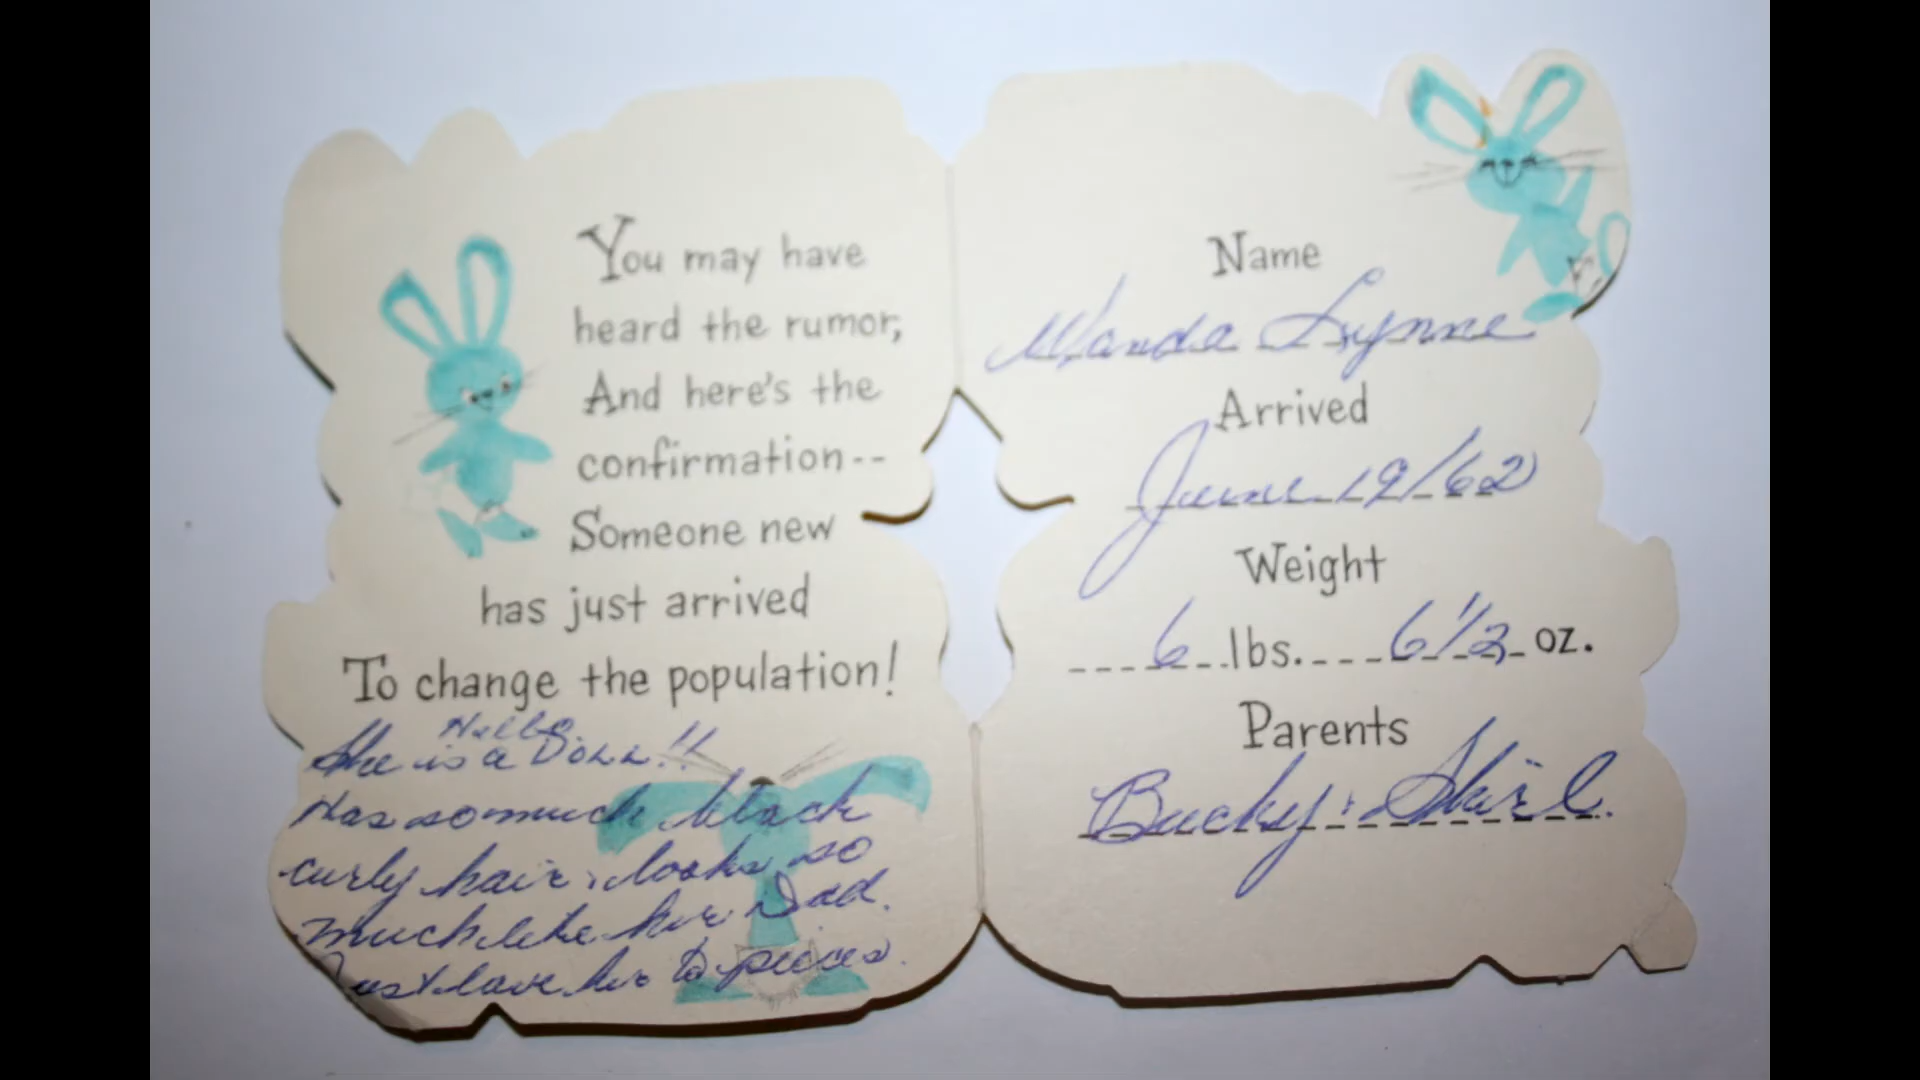 You may have
heard the rumor,
And here's the
confirmation--
Someone new
has just arrived
To change the population!
Hello
She is a Doll!!
Has so much black
curly hair, looks so
much like her Dad.
Just love her to pieces.
Name
Wanda Lynne
Arrived
June 19/62
Weight
6 lbs. 6 1/2 oz.
Parents
Bucky & Shirl.